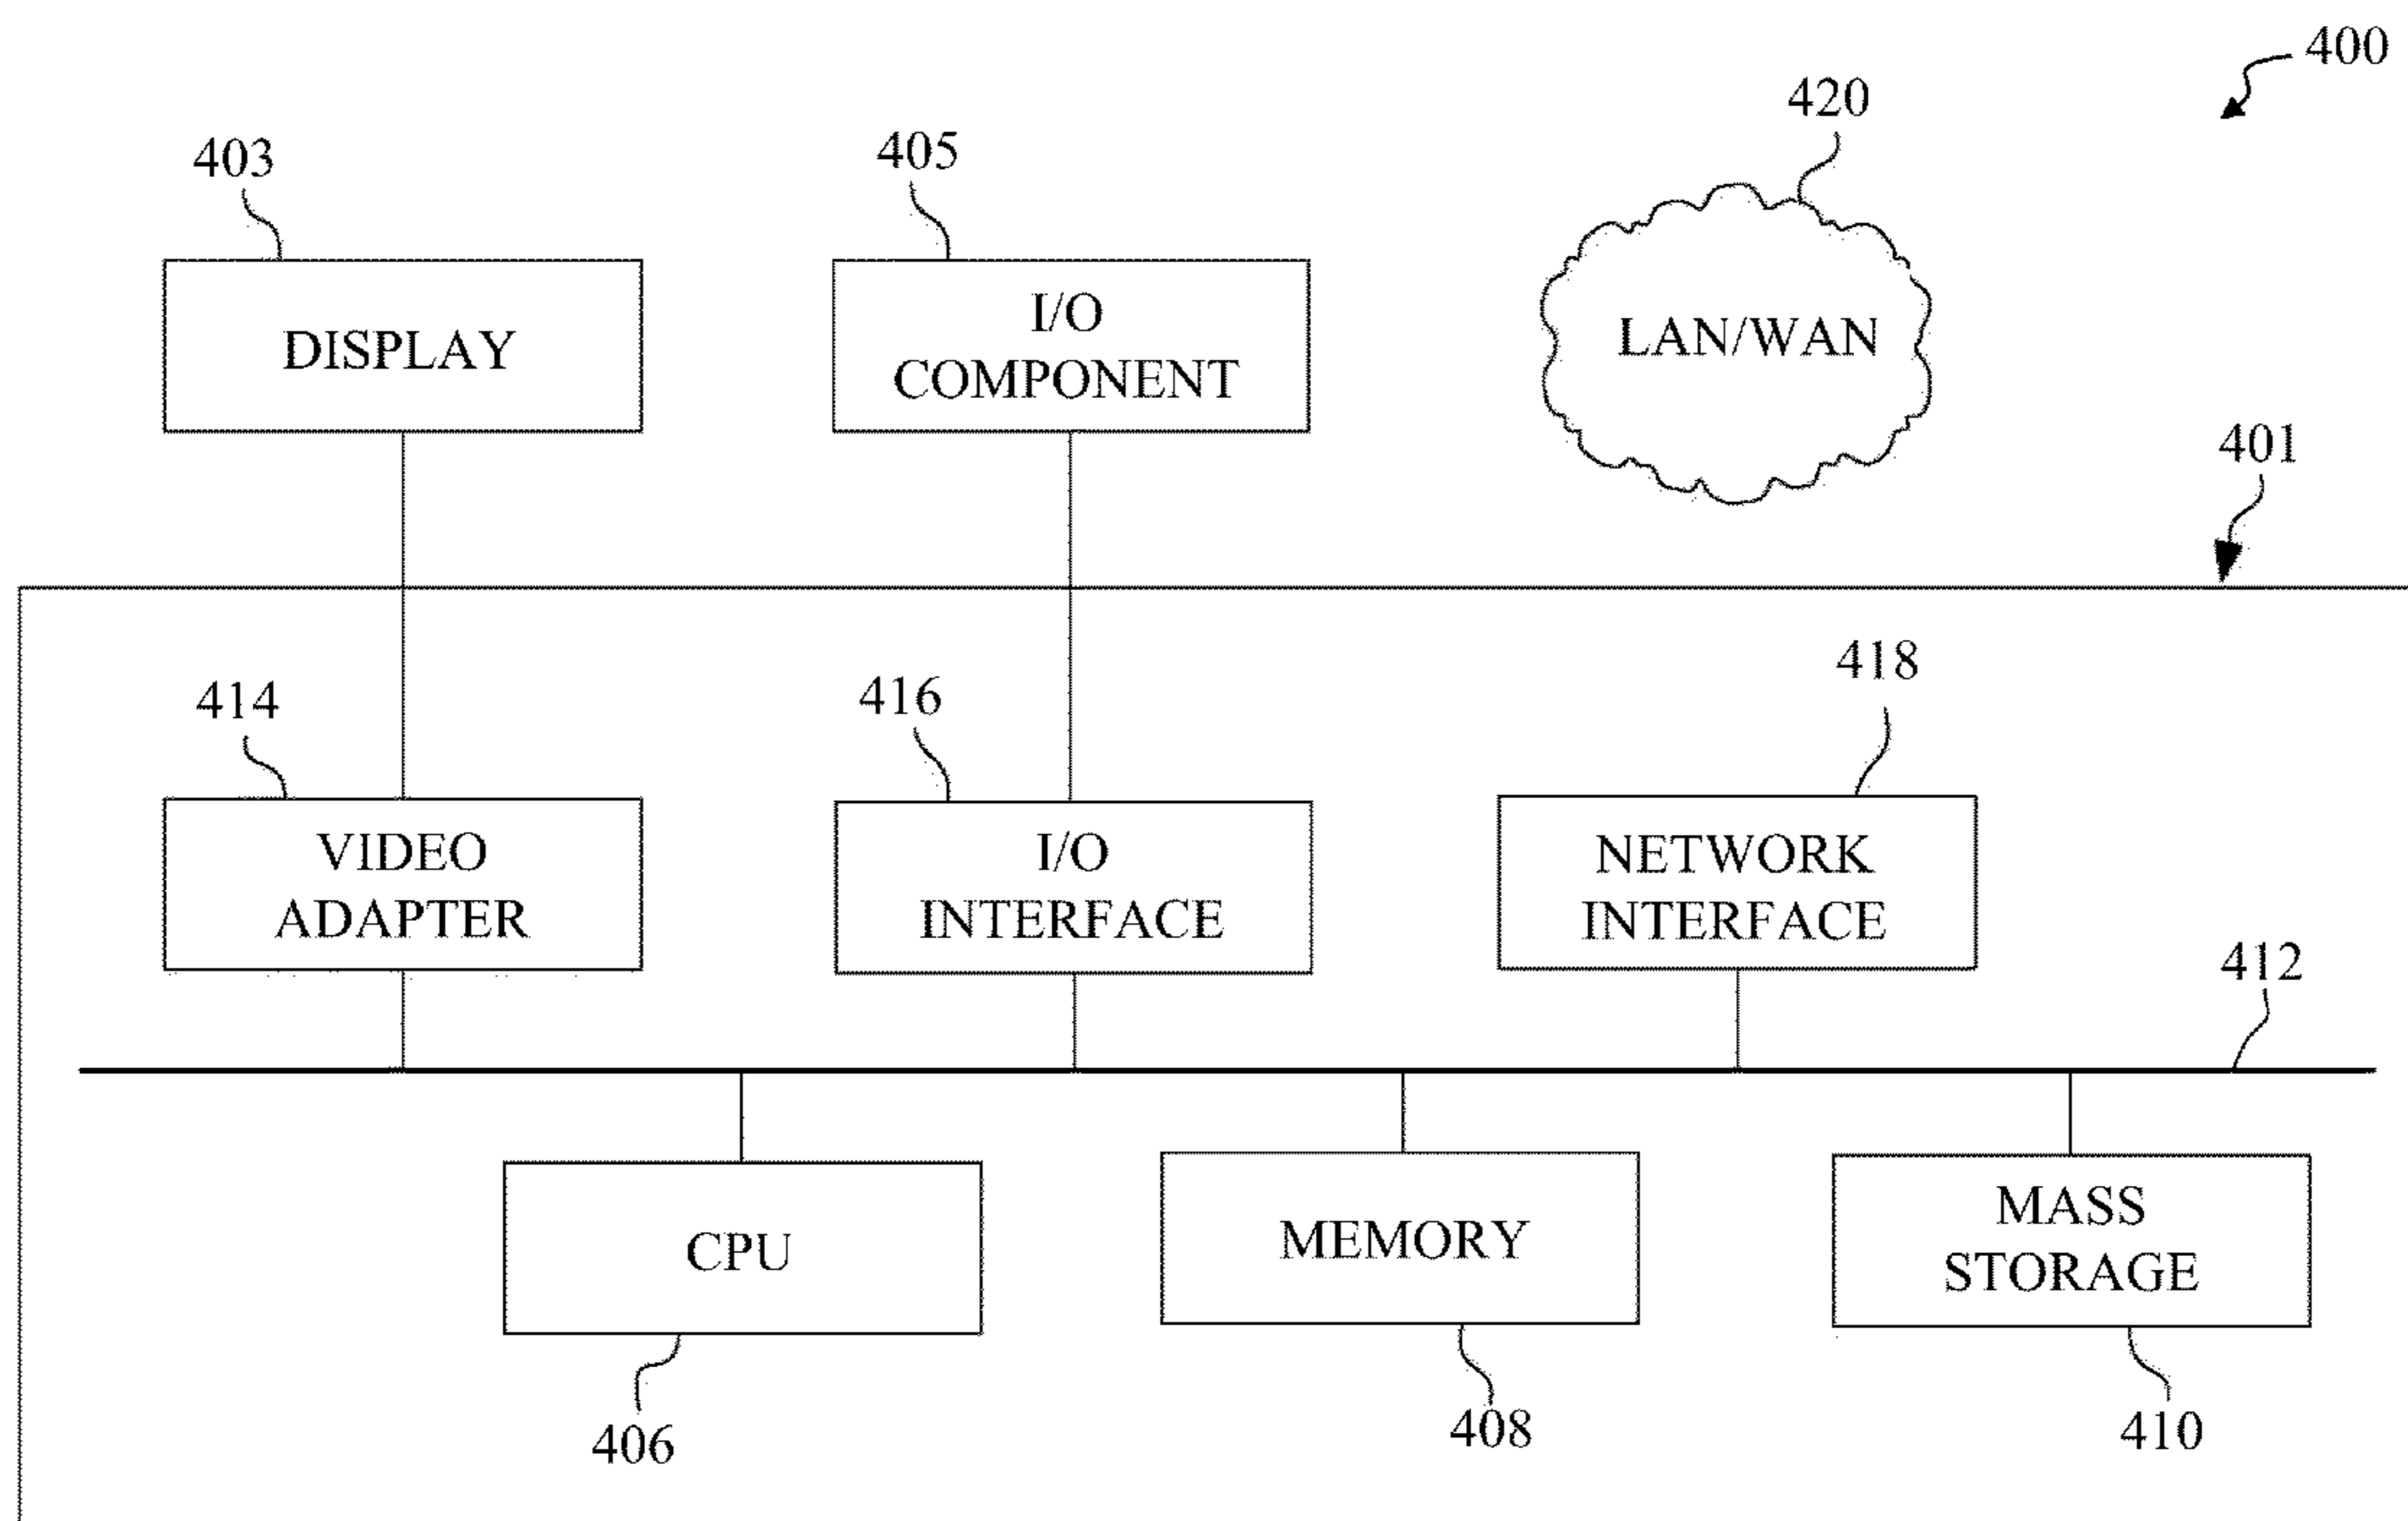 400
420
403
405
DISPLAY
I/O
COMPONENT
LAN/WAN
401
414
416
418
VIDEO
ADAPTER
I/O
INTERFACE
NETWORK
INTERFACE
412
CPU
MEMORY
MASS
STORAGE
406
408
410